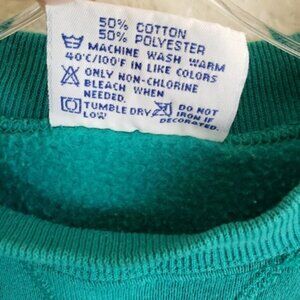 50% COTTON
50% POLYESTER
MACHINE WASH WARM
40°C/100°F IN LIKE COLORS
ONLY NON-CHLORINE
BLEACH WHEN
NEEDED.
TUMBLE DRY DO NOT
LOW IRON IF
DECORATED.